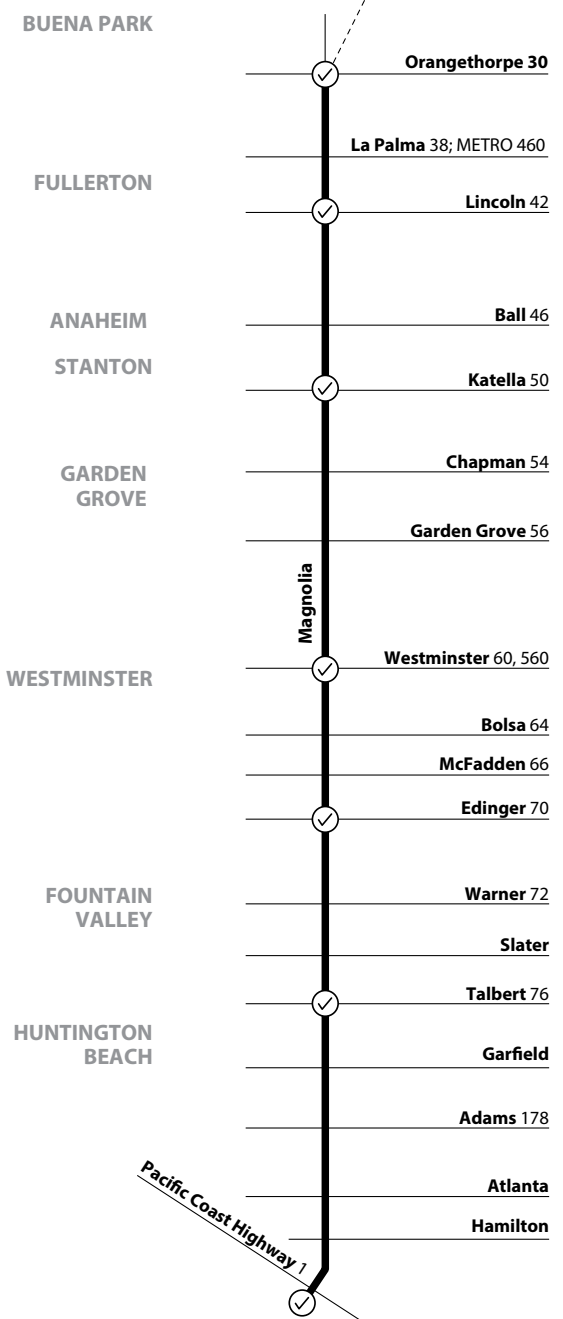 BUENA PARK
Orangethorpe 30
La Palma 38; METRO 460
FULLERTON
Lincoln 42
ANAHEIM
Ball 46
STANTON
Katella 50
Chapman 54
GARDEN
GROVE
Garden Grove 56
Magnolia
Westminster 60, 560
WESTMINSTER
Bolsa 64
McFadden 66
Edinger 70
FOUNTAIN
VALLEY
Warner 72
Slater
Talbert 76
HUNTINGTON
BEACH
Garfield
Adams 178
Pacific Coast Highway 1
Atlanta
Hamilton